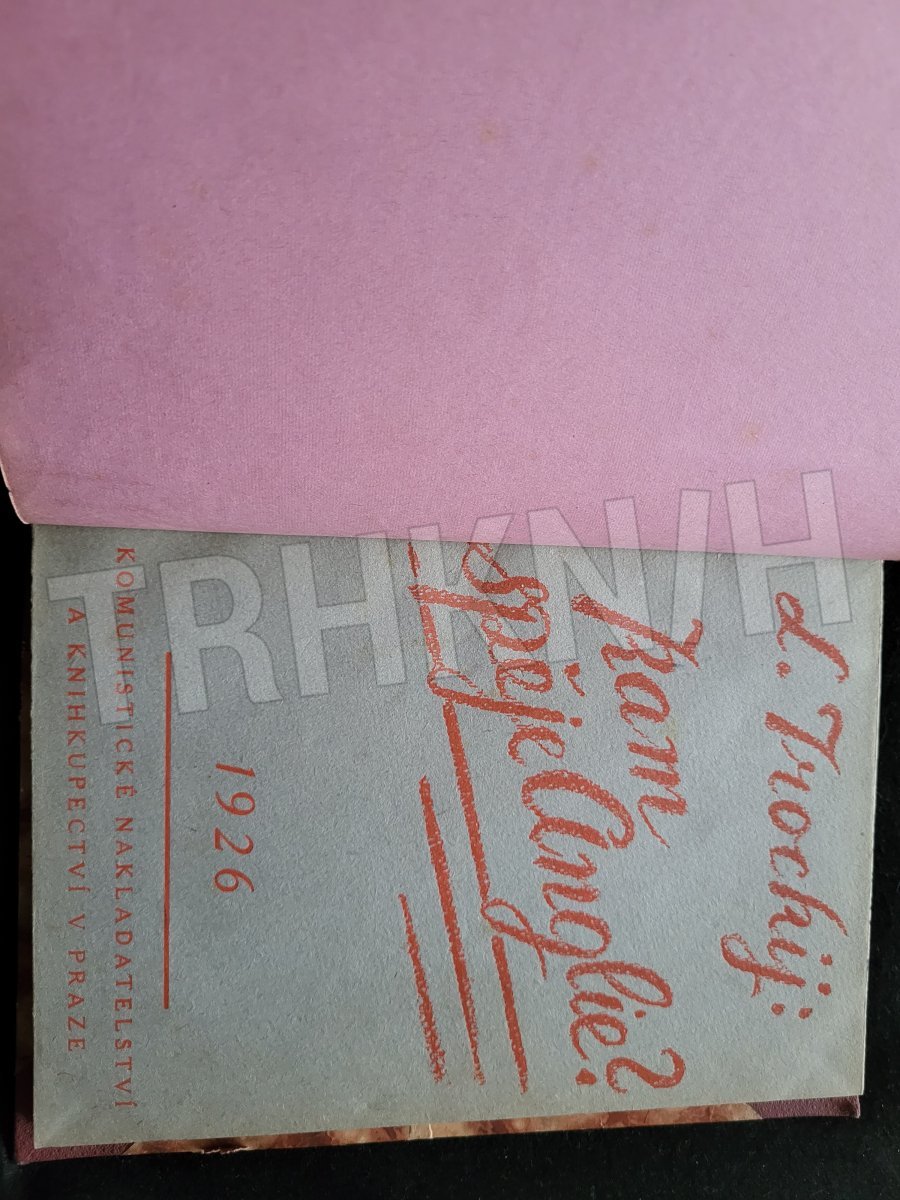 L. Trockij:
Kam
spěje Anglie?
1926
KOMUNISTICKÉ NAKLADATELSTVÍ
A KNIHKUPECTVÍ V PRAZE
TRHKNIH